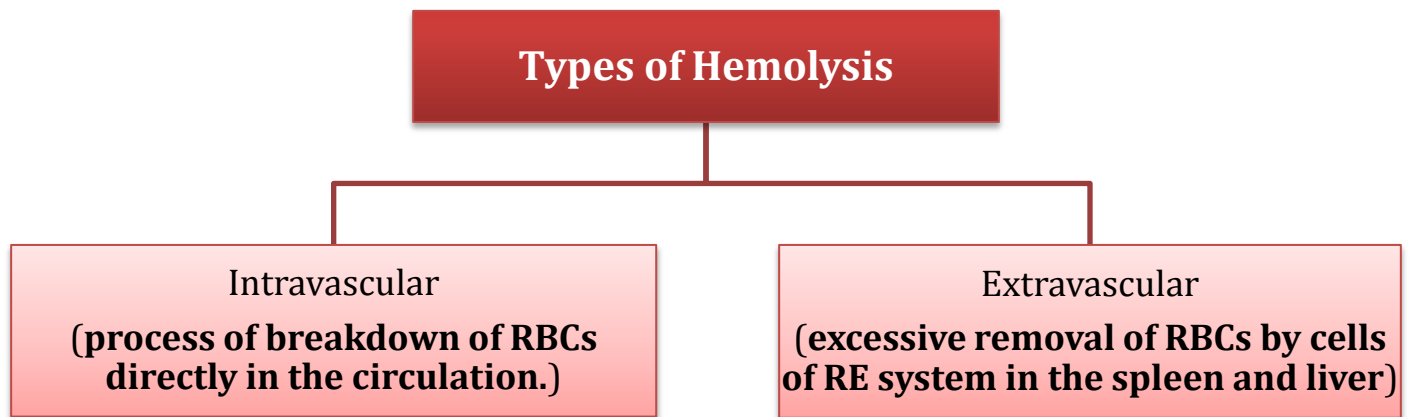 Types of Hemolysis
Intravascular
(process of breakdown of RBCs
directly in the circulation.)
Extravascular
(excessive removal of RBCs by cells
of RE system in the spleen and liver)